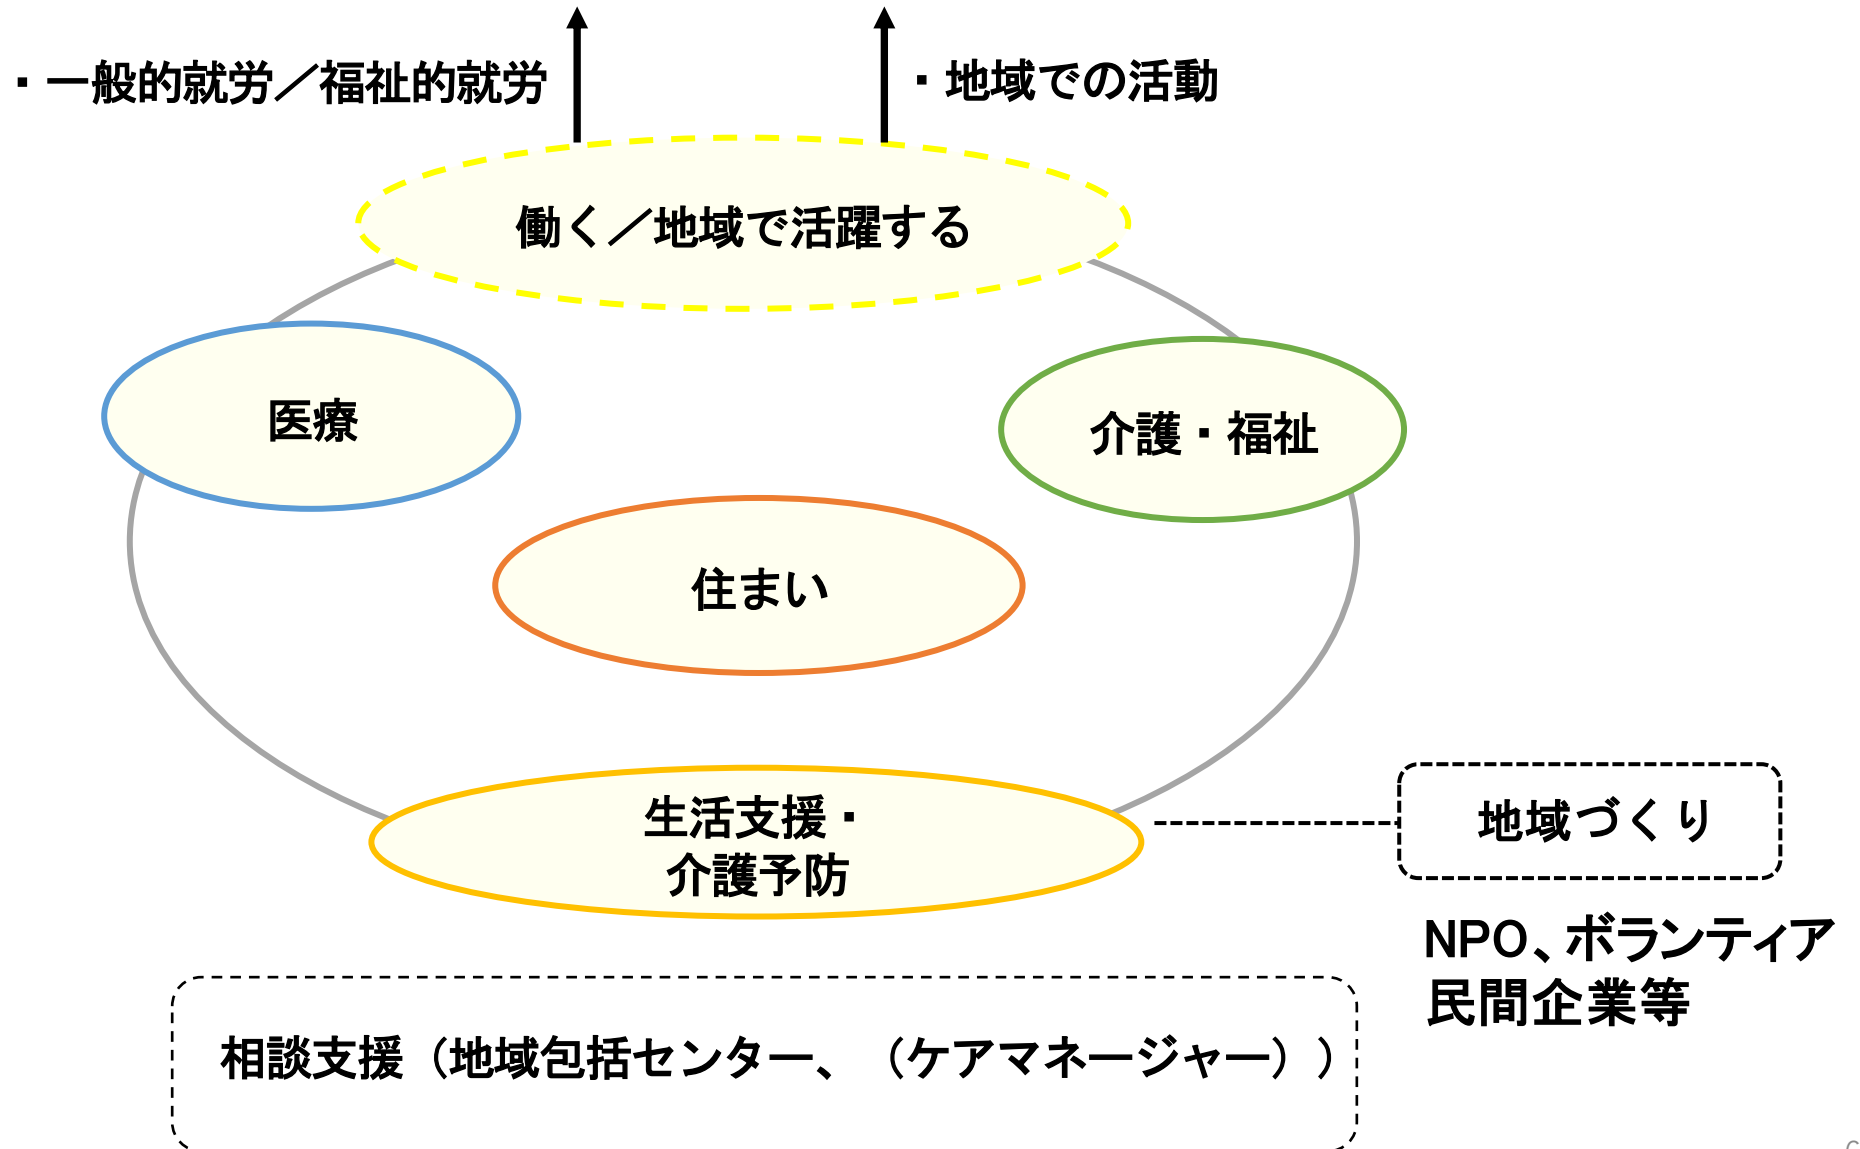 ・一般的就労／福祉的就労
・地域での活動
働く／地域で活躍する
医療
介護・福祉
住まい
生活支援・
介護予防
地域づくり
NPO、ボランティア
民間企業等
相談支援（地域包括センター、（ケアマネージャー））